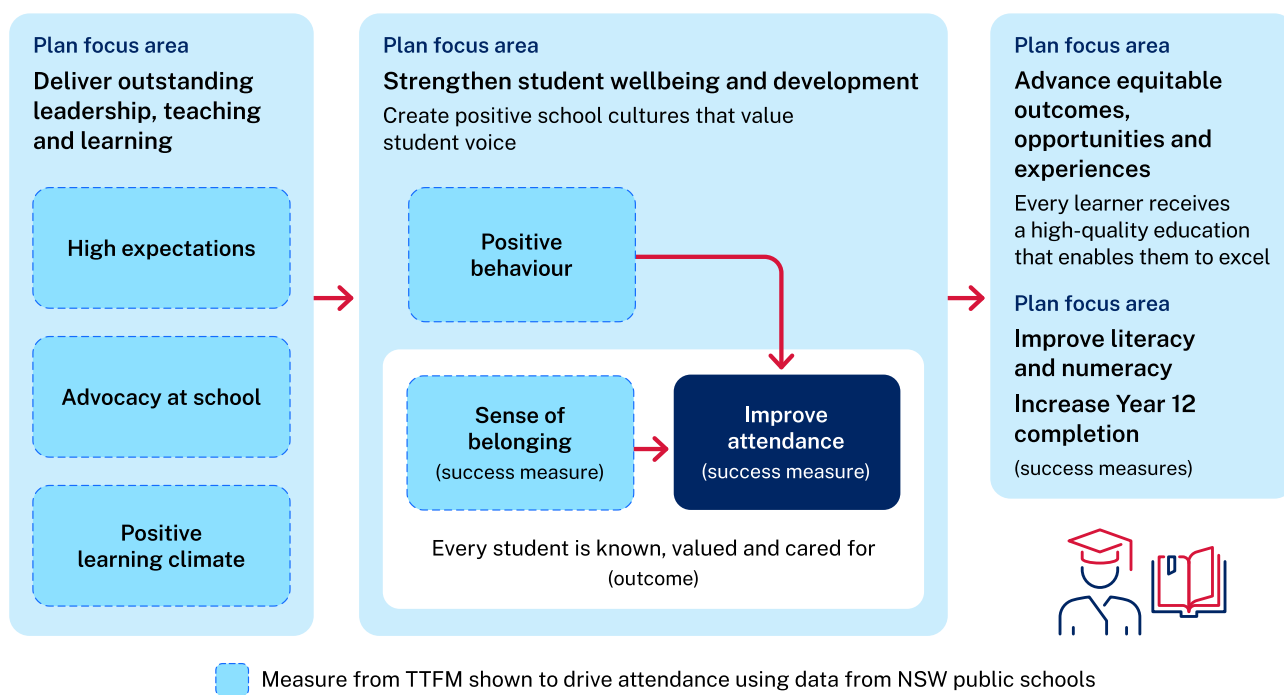 Plan focus area
Deliver outstanding
leadership, teaching
and learning
High expectations
Advocacy at school
Positive
learning climate
Plan focus area
Strengthen student wellbeing and development
Create positive school cultures that value
student voice
Positive
behaviour
Sense of
belonging
(success measure)
Improve
attendance
(success measure)
Every student is known, valued and cared for
(outcome)
Plan focus area
Advance equitable
outcomes,
opportunities and
experiences
Every learner receives
a high-quality education
that enables them to excel
Plan focus area
Improve literacy
and numeracy
Increase Year 12
completion
(success measures)
Measure from TTFM shown to drive attendance using data from NSW public schools